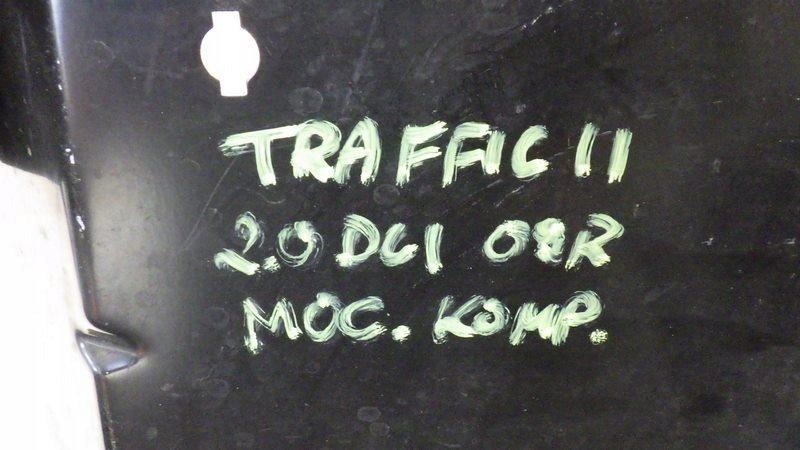 TRAFFIC II
2.0 DCI 08R
MOC. KOMP.